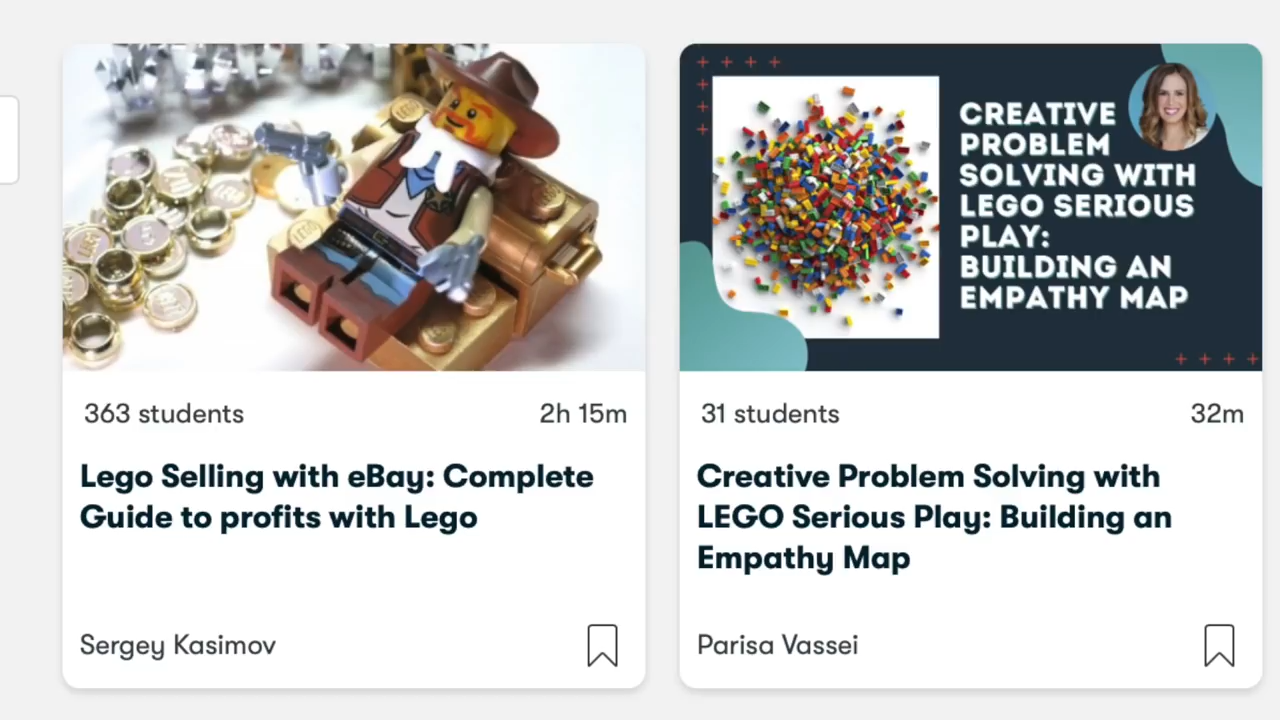 CREATIVE
PROBLEM
SOLVING WITH
LEGO SERIOUS
PLAY:
BUILDING AN
EMPATHY MAP
363 students
2h 15m
Lego Selling with eBay: Complete
Guide to profits with Lego
Sergey Kasimov
31 students
32m
Creative Problem Solving with
LEGO Serious Play: Building an
Empathy Map
Parisa Vassei